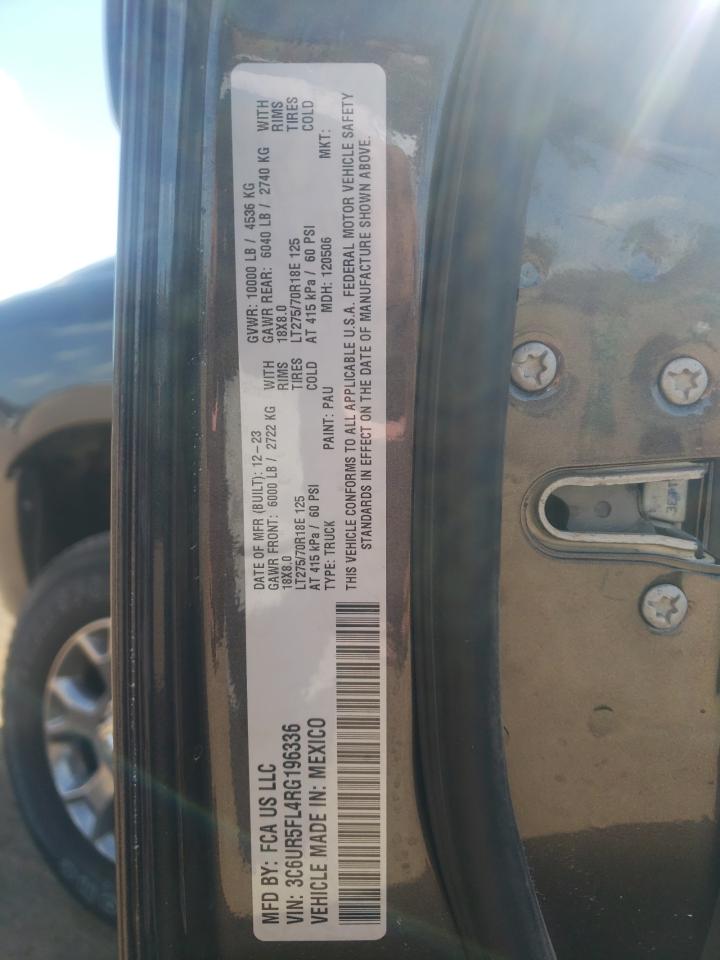 MFD BY: FCA US LLC
VIN: 3C6UR5FL4RG196336
VEHICLE MADE IN: MEXICO
DATE OF MFR (BUILT): 12-23
GAWR FRONT: 6000 LB / 2722 KG WITH
18X8.0 RIMS
LT275/70R18E 125 TIRES
AT 415 kPa / 60 PSI COLD
GVWR: 10000 LB / 4536 KG
GAWR REAR: 6040 LB / 2740 KG WITH
18X8.0 RIMS
LT275/70R18E 125 TIRES
AT 415 kPa / 60 PSI COLD
TYPE: TRUCK PAINT: PAU MDH: 120506 MKT:
THIS VEHICLE CONFORMS TO ALL APPLICABLE U.S.A. FEDERAL MOTOR VEHICLE SAFETY
STANDARDS IN EFFECT ON THE DATE OF MANUFACTURE SHOWN ABOVE.